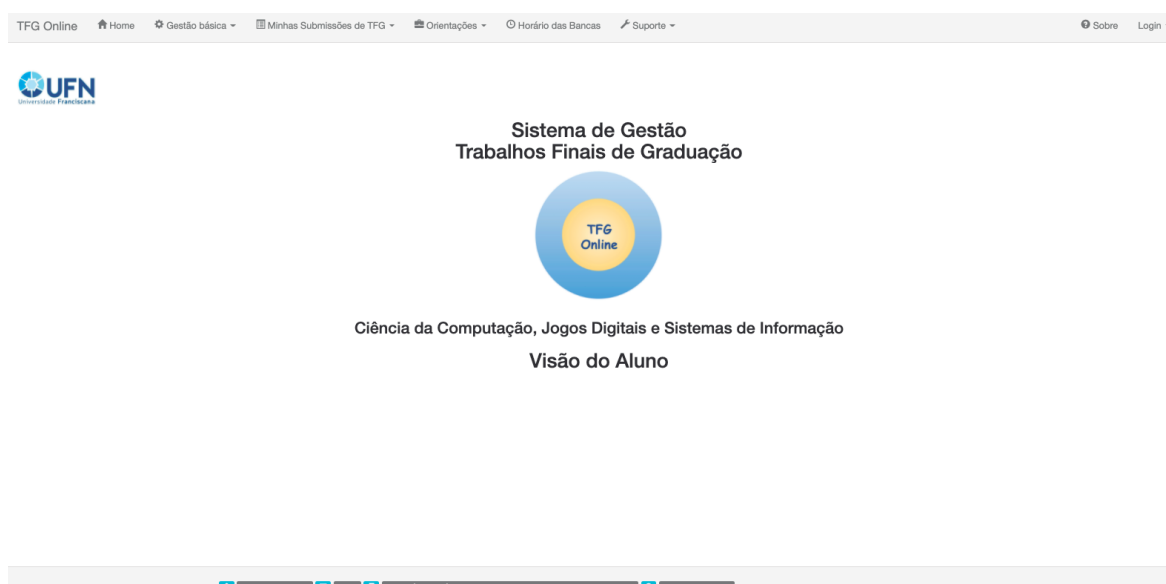 TFG Online Home Gestão básica Minhas Submissões de TFG Orientações Horário das Bancas Suporte Sobre Login
UFN
Universidade Franciscana
Sistema de Gestão
Trabalhos Finais de Graduação
TFG
Online
Ciência da Computação, Jogos Digitais e Sistemas de Informação
Visão do Aluno